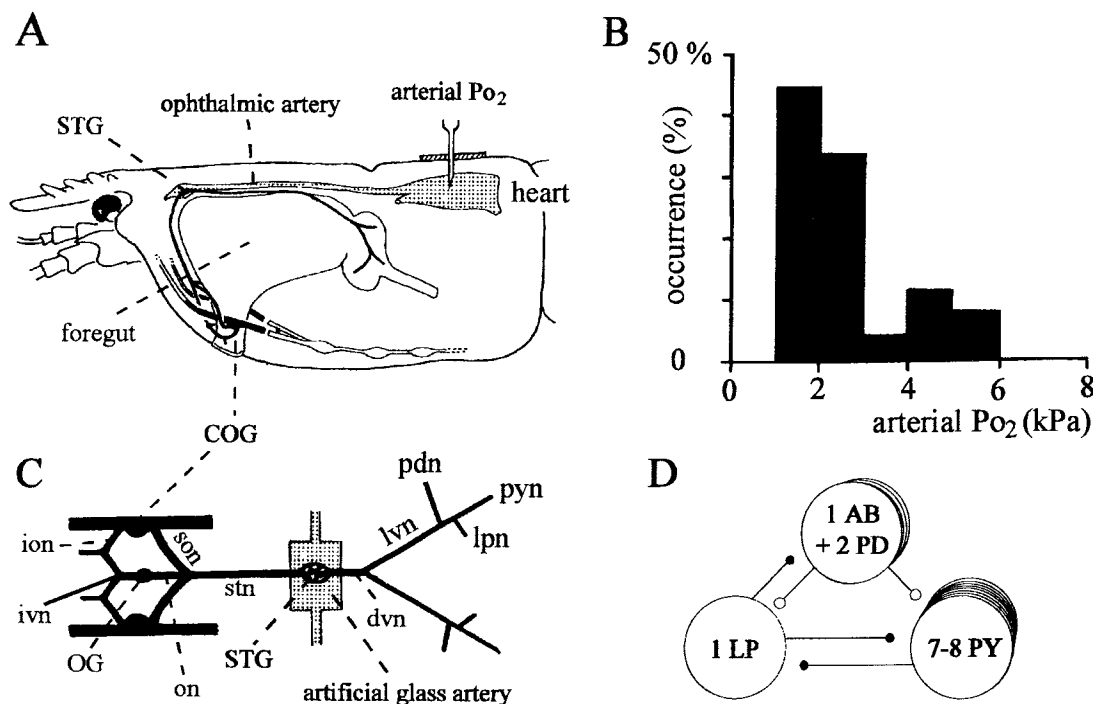 A
ophthalmic artery
arterial Po2
STG
heart
foregut
COG
B
50 %
occurrence (%)
0
0
2
4
6
8
arterial Po2 (kPa)
C
pdn
pyn
lvn
lpn
ion
son
stn
ivn
dvn
OG
STG
on
artificial glass artery
D
1 AB
+ 2 PD
1 LP
7-8 PY